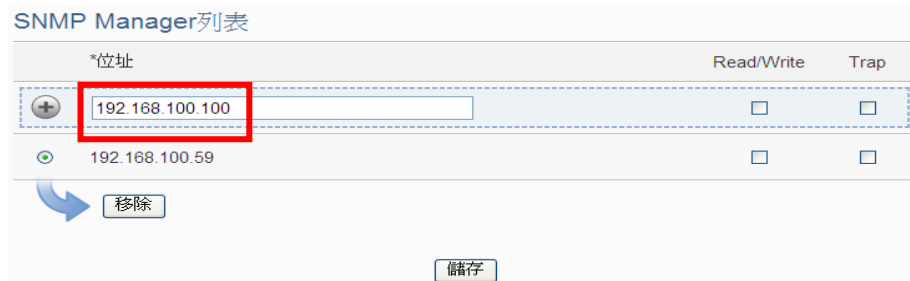 SNMP Manager列表
*位址 Read/Write Trap
192.168.100.100
192.168.100.59
移除
儲存